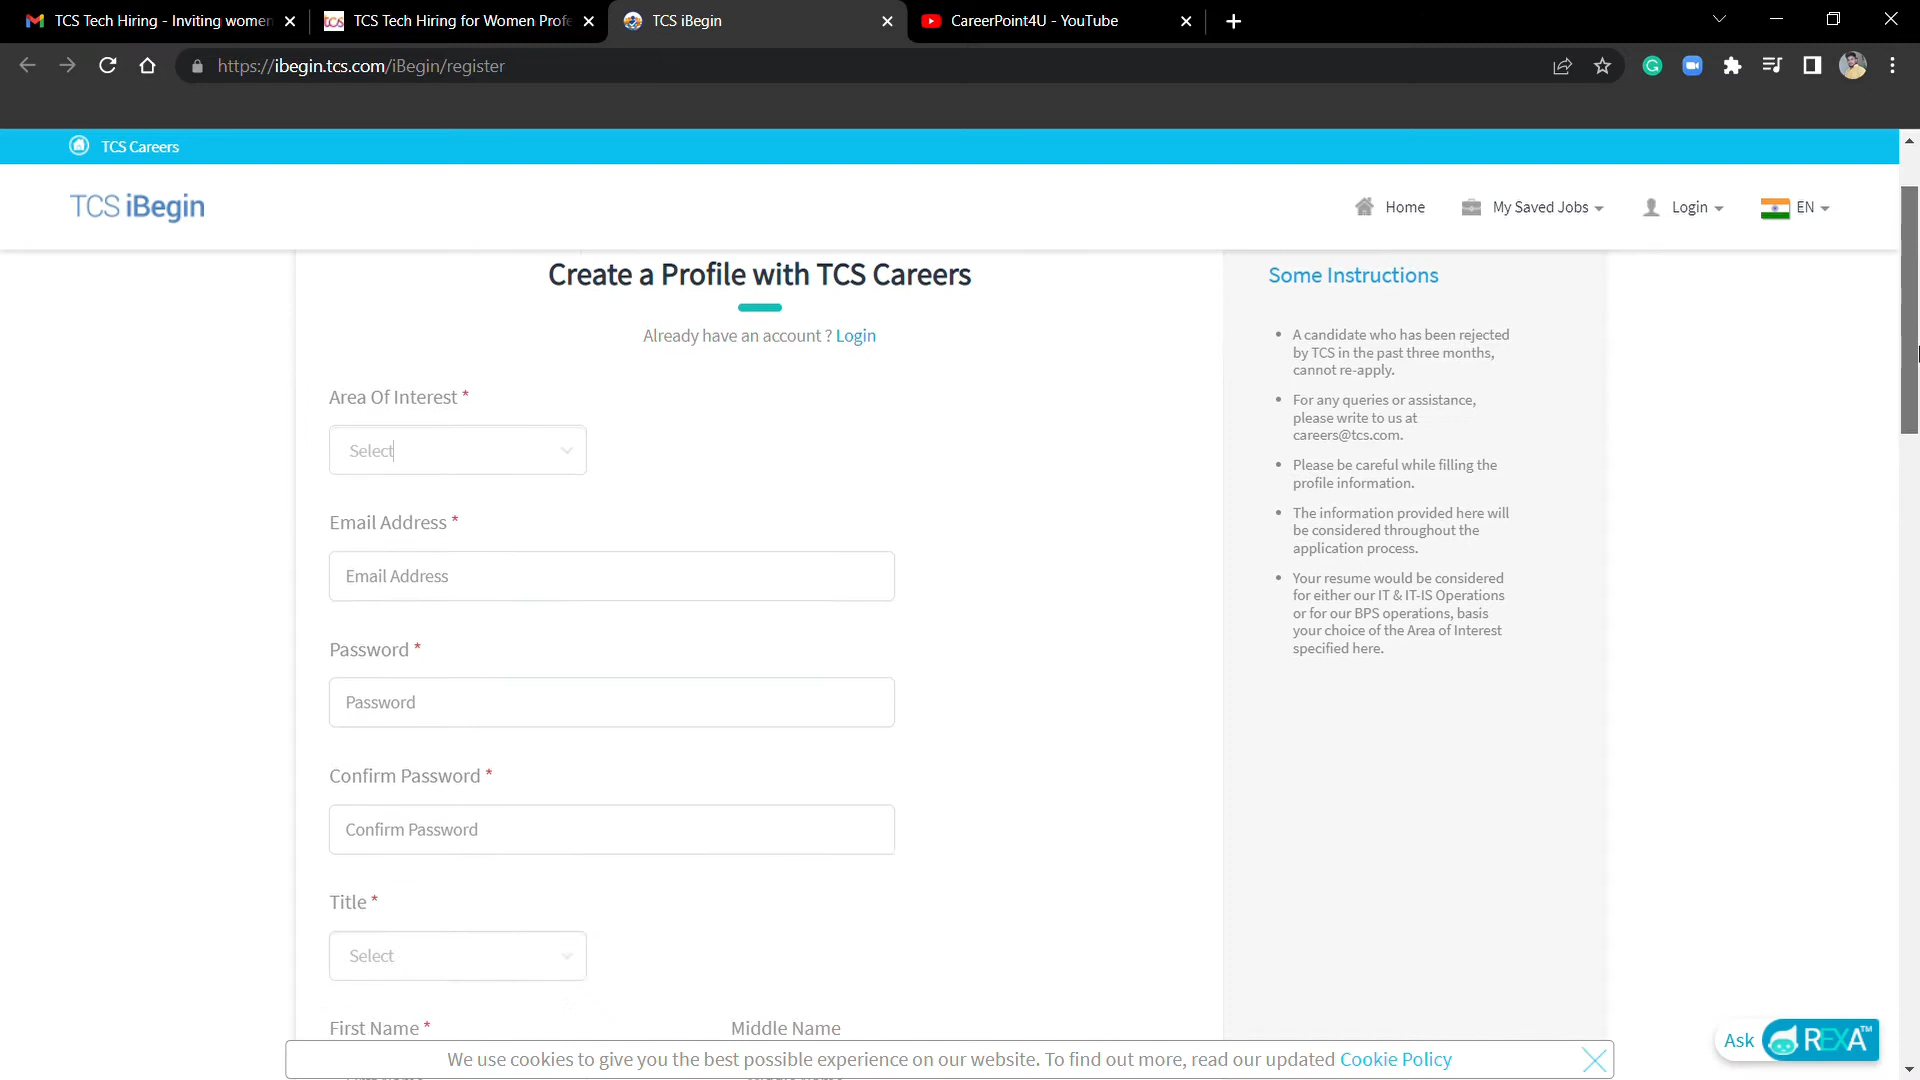 TCS Tech Hiring - Inviting women
TCS Tech Hiring for Women Profe
TCS iBegin
CareerPoint4U - YouTube
https://ibegin.tcs.com/iBegin/register
TCS Careers
TCS iBegin
Home
My Saved Jobs
Login
EN
Create a Profile with TCS Careers
Already have an account ? Login
Area Of Interest *
Select
Email Address *
Email Address
Password *
Password
Confirm Password *
Confirm Password
Title *
Select
First Name *
Middle Name
Some Instructions
A candidate who has been rejected
by TCS in the past three months,
cannot re-apply.
For any queries or assistance,
please write to us at
careers@tcs.com.
Please be careful while filling the
profile information.
The information provided here will
be considered throughout the
application process.
Your resume would be considered
for either our IT & IT-IS Operations
or for our BPS operations, basis
your choice of the Area of Interest
specified here.
We use cookies to give you the best possible experience on our website. To find out more, read our updated Cookie Policy
Ask REXA™